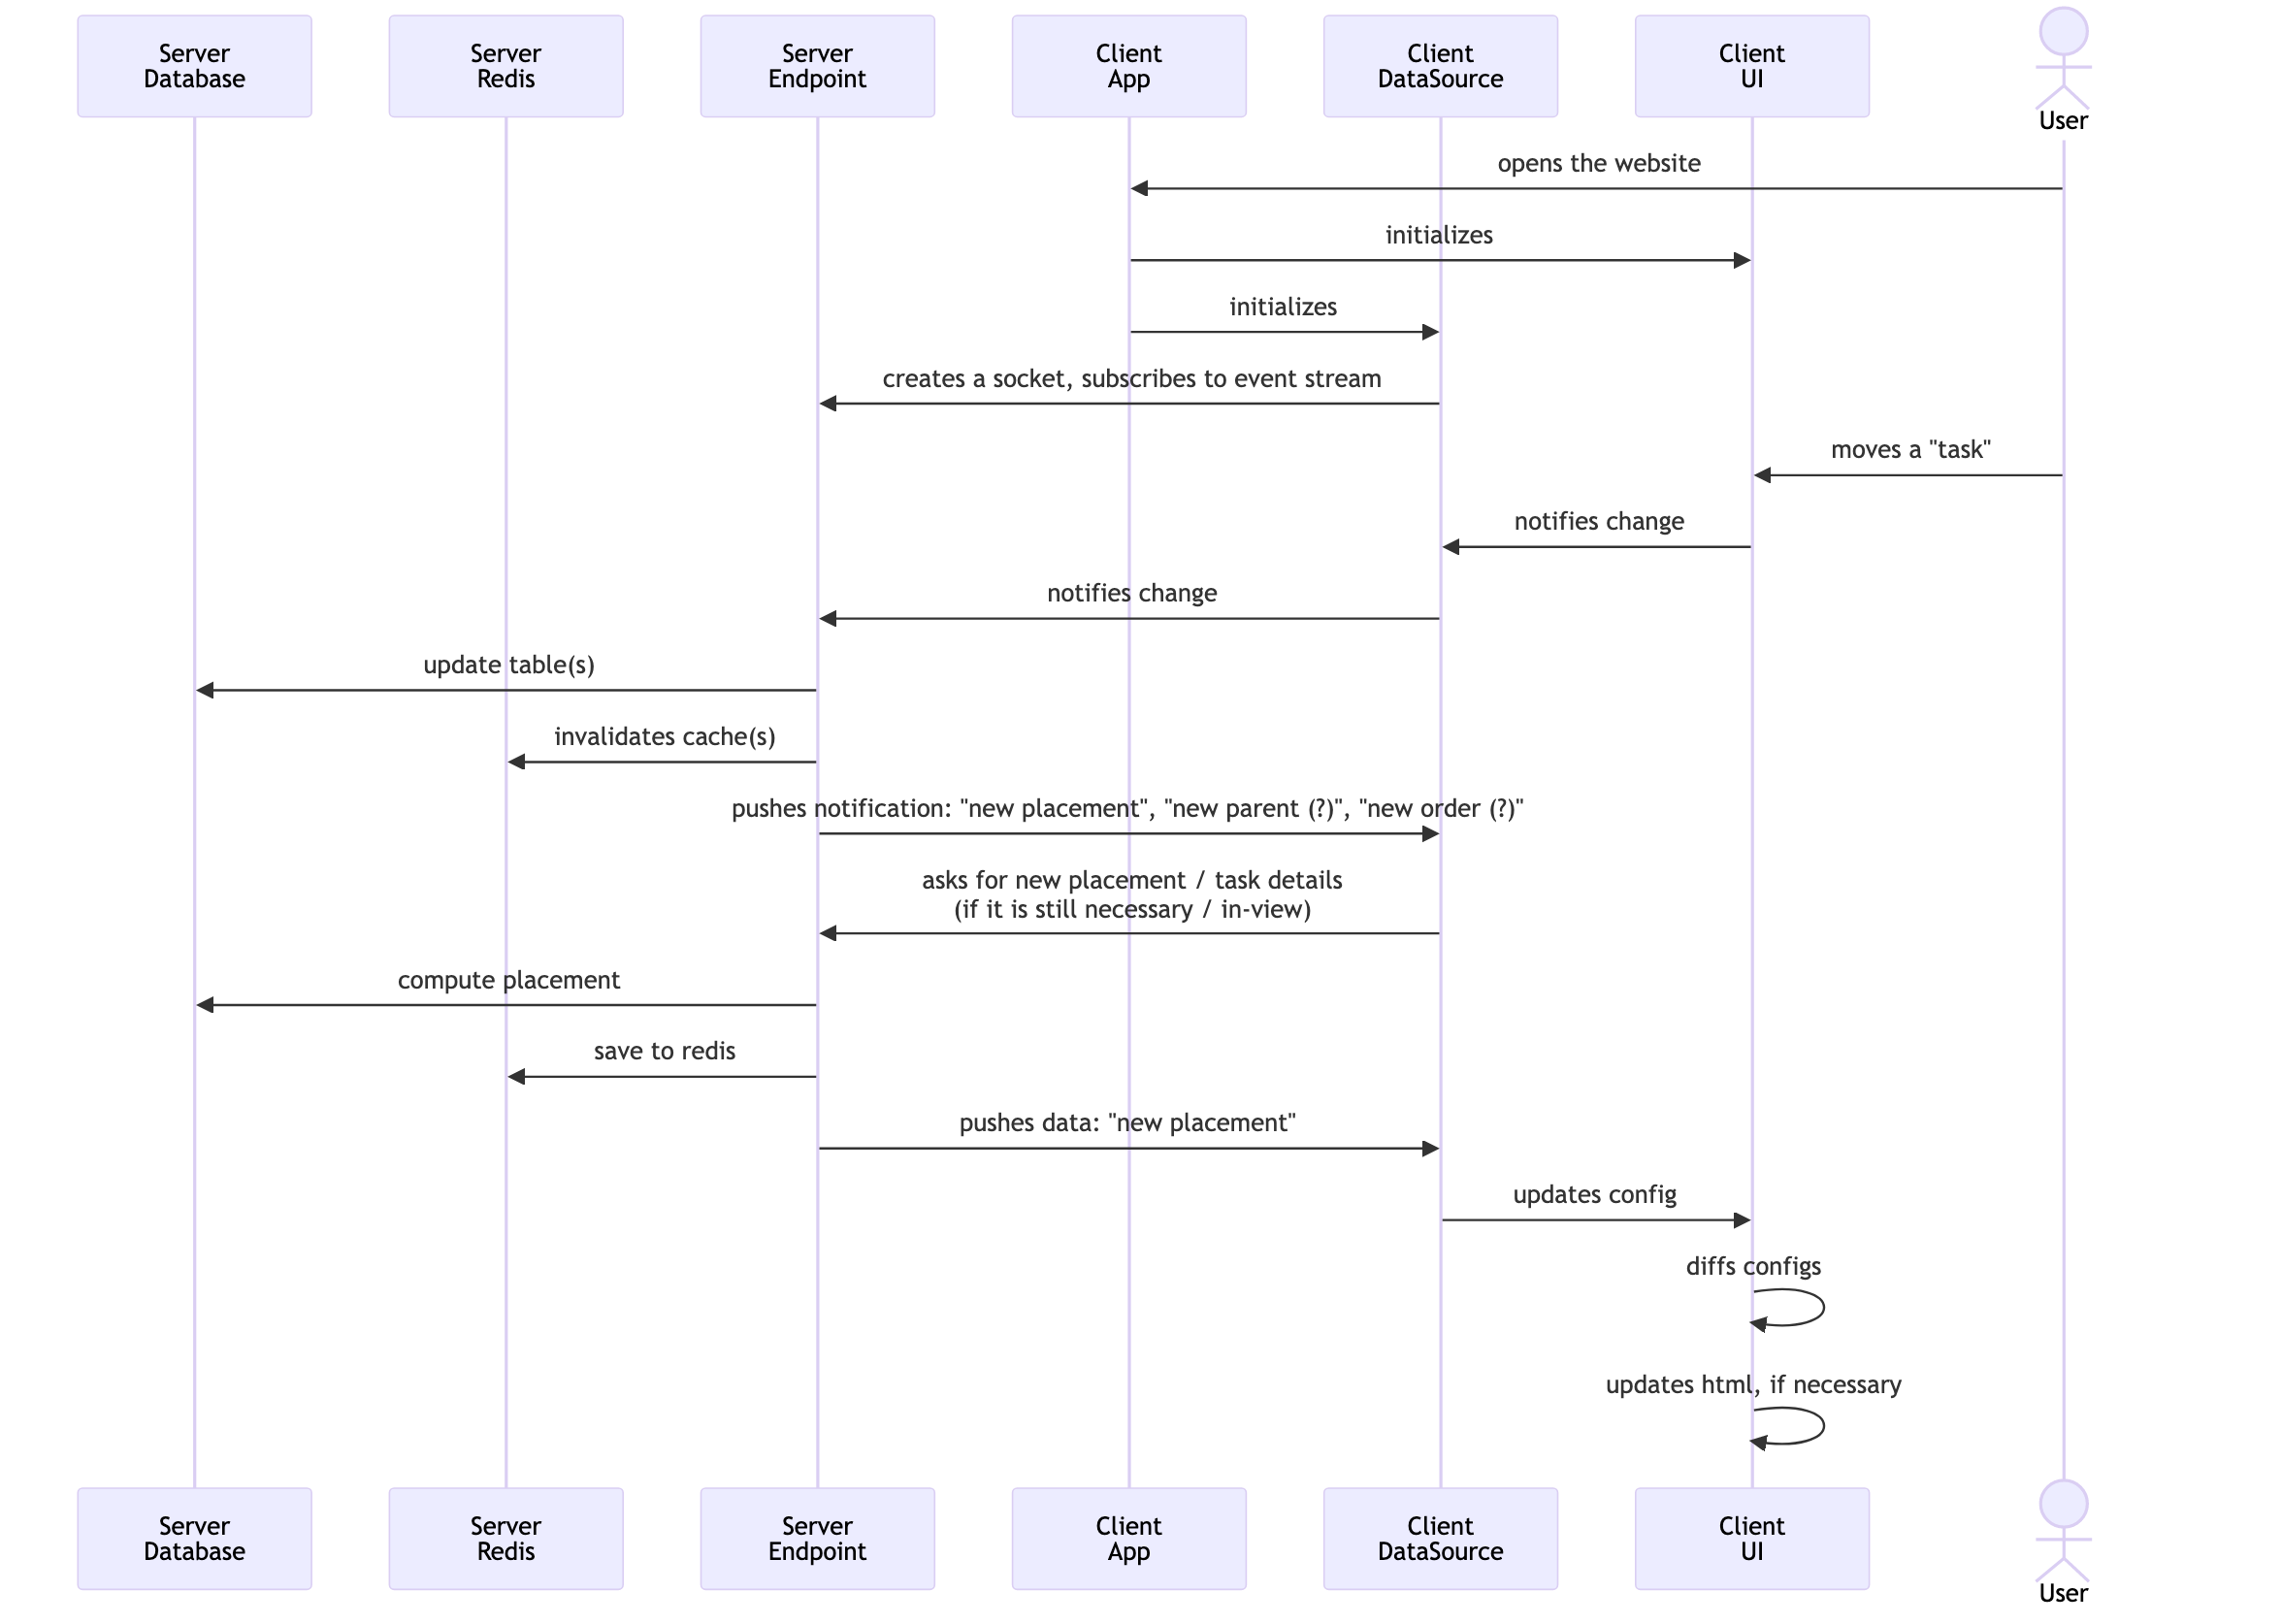 Server
Database
Server
Redis
Server
Endpoint
Client
App
Client
DataSource
Client
UI
User
opens the website
initializes
initializes
creates a socket, subscribes to event stream
moves a "task"
notifies change
notifies change
update table(s)
invalidates cache(s)
pushes notification: "new placement", "new parent (?)", "new order (?)"
asks for new placement / task details
(if it is still necessary / in-view)
compute placement
save to redis
pushes data: "new placement"
updates config
diffs configs
updates html, if necessary
Server
Database
Server
Redis
Server
Endpoint
Client
App
Client
DataSource
Client
UI
User